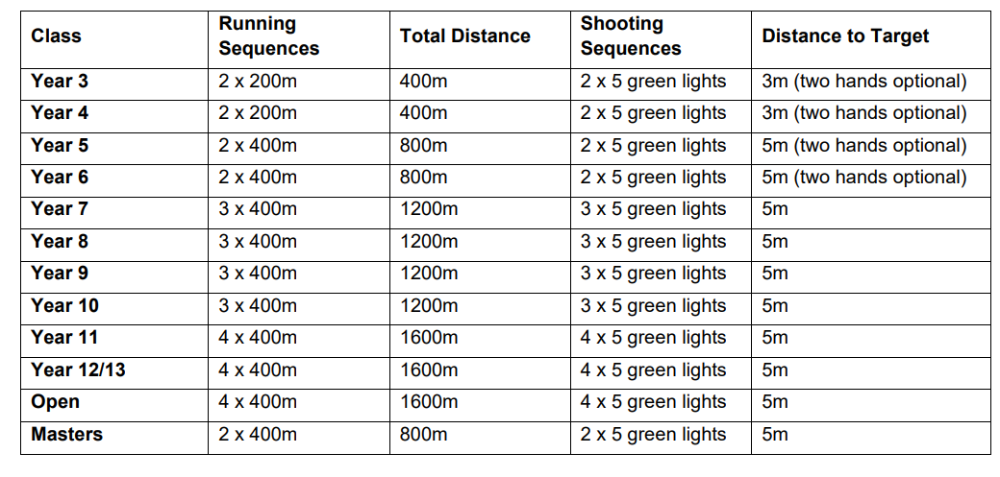 Class Running Sequences Total Distance Shooting Sequences Distance to Target
Year 3 2 x 200m 400m 2 x 5 green lights 3m (two hands optional)
Year 4 2 x 200m 400m 2 x 5 green lights 3m (two hands optional)
Year 5 2 x 400m 800m 2 x 5 green lights 5m (two hands optional)
Year 6 2 x 400m 800m 2 x 5 green lights 5m (two hands optional)
Year 7 3 x 400m 1200m 3 x 5 green lights 5m
Year 8 3 x 400m 1200m 3 x 5 green lights 5m
Year 9 3 x 400m 1200m 3 x 5 green lights 5m
Year 10 3 x 400m 1200m 3 x 5 green lights 5m
Year 11 4 x 400m 1600m 4 x 5 green lights 5m
Year 12/13 4 x 400m 1600m 4 x 5 green lights 5m
Open 4 x 400m 1600m 4 x 5 green lights 5m
Masters 2 x 400m 800m 2 x 5 green lights 5m